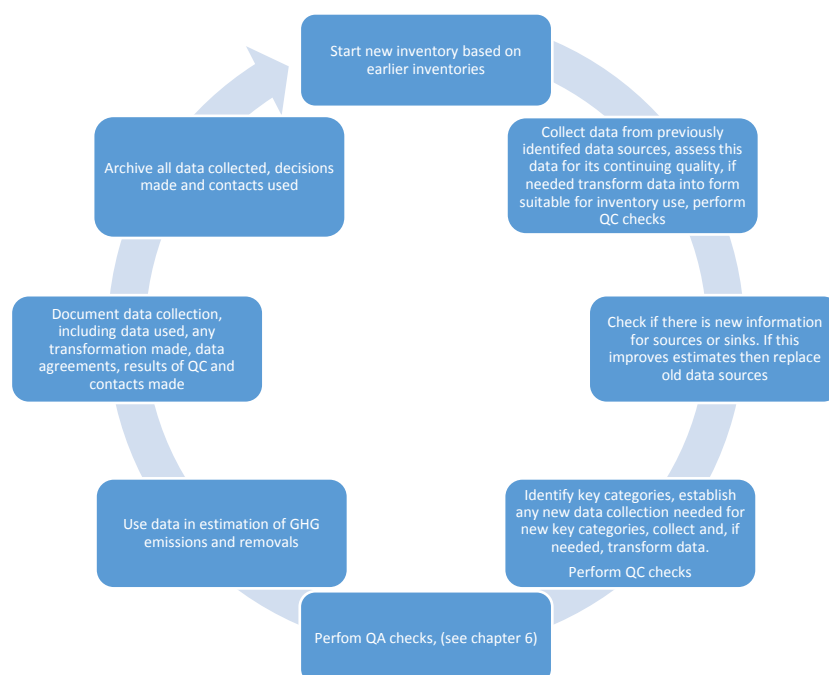 Start new inventory based on
earlier inventories
Collect data from previously
identifed data sources, assess this
data for its continuing quality, if
needed transform data into form
suitable for inventory use, perform
QC checks
Check if there is new information
for sources or sinks. If this
improves estimates then replace
old data sources
Identify key categories, establish
any new data collection needed for
new key categories, collect and, if
needed, transform data.
Perform QC checks
Perfom QA checks, (see chapter 6)
Use data in estimation of GHG
emissions and removals
Document data collection,
including data used, any
transformation made, data
agreements, results of QC and
contacts made
Archive all data collected, decisions
made and contacts used